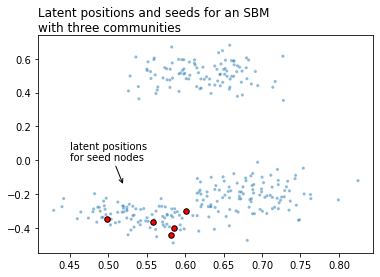 Latent positions and seeds for an SBM
with three communities
0.6
0.4
0.2
latent positions
for seed nodes
0.0
−0.2
−0.4
0.45 0.50 0.55 0.60 0.65 0.70 0.75 0.80